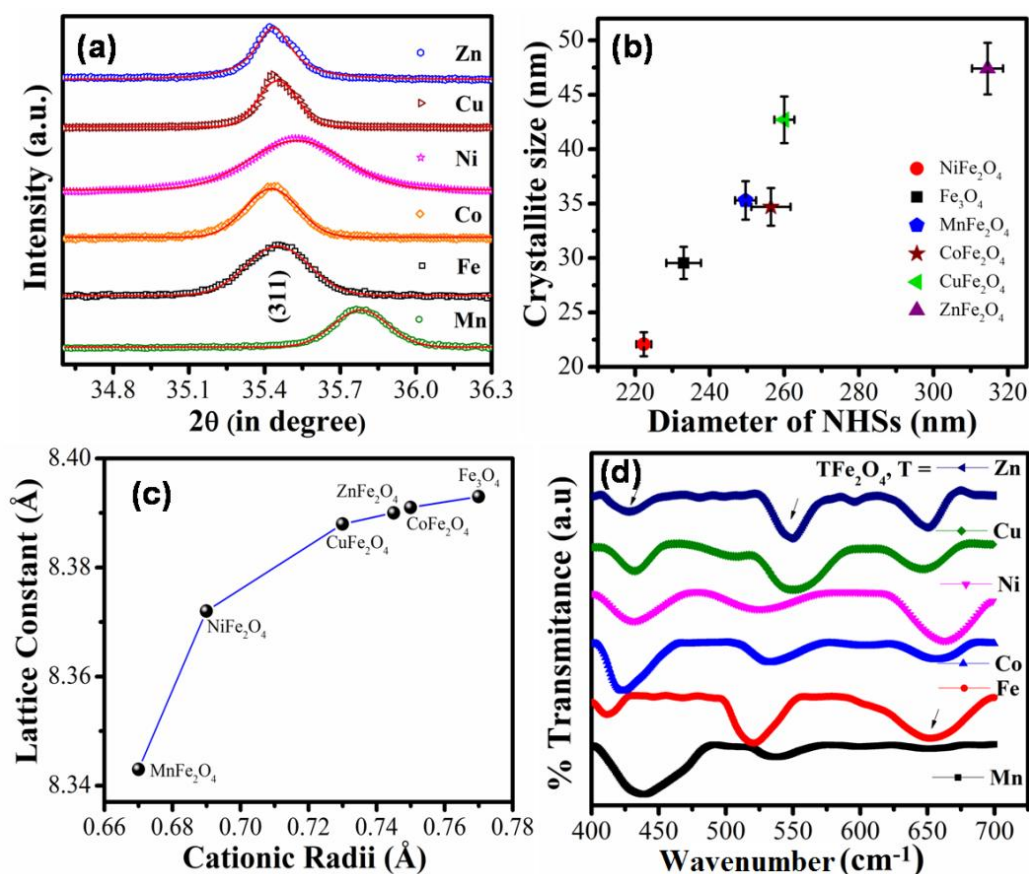 (a)
Zn
Cu
Ni
Co
Fe
Mn
(311)
Intensity (a.u.)
34.8 35.1 35.4 35.7 36.0 36.3
2θ (in degree)
(b)
50
45
40
35
30
25
20
Crystallite size (nm)
NiFe₂O₄
Fe₃O₄
MnFe₂O₄
CoFe₂O₄
CuFe₂O₄
ZnFe₂O₄
220 240 260 280 300 320
Diameter of NHSs (nm)
(c)
8.40
8.38
8.36
8.34
Lattice Constant (Å)
Fe₃O₄
ZnFe₂O₄
CoFe₂O₄
CuFe₂O₄
NiFe₂O₄
MnFe₂O₄
0.66 0.68 0.70 0.72 0.74 0.76 0.78
Cationic Radii (Å)
(d)
TFe₂O₄, T = Zn
Cu
Ni
Co
Fe
Mn
% Transmitance (a.u)
400 450 500 550 600 650 700
Wavenumber (cm⁻¹)